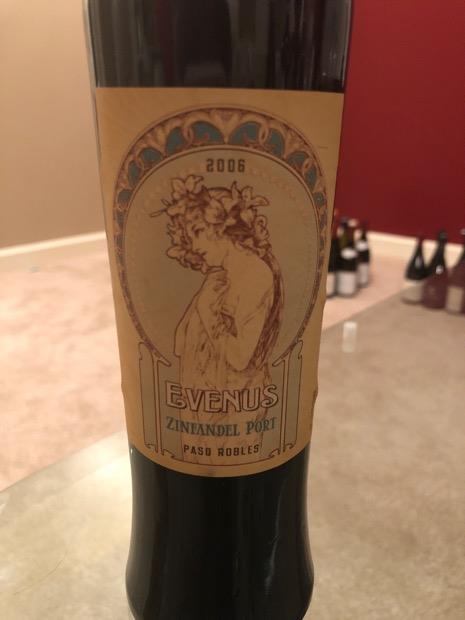 2006
EVENUS
ZINFANDEL PORT
PASO ROBLES